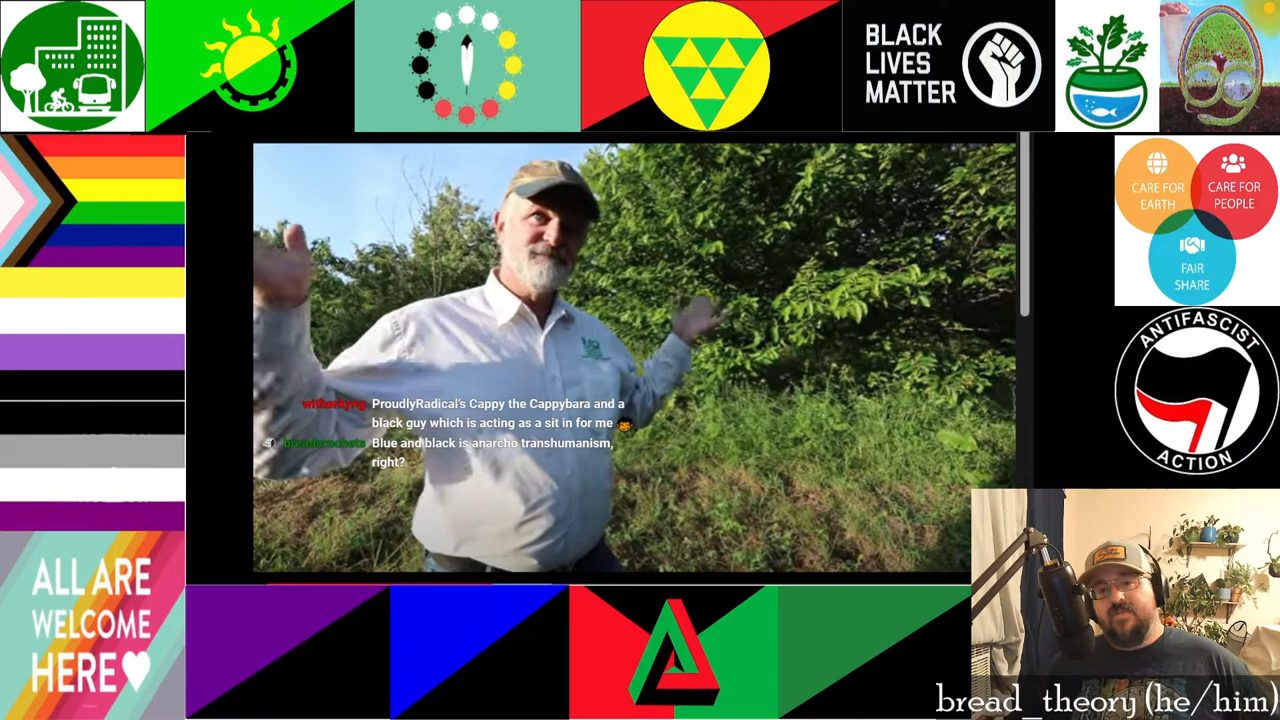 BLACK
LIVES
MATTER
CARE FOR
EARTH
CARE FOR
PEOPLE
FAIR
SHARE
ANTIFASCIST
ACTION
ProudlyRadical's Cappy the Cappybara and a
black guy which is acting as a sit in for me
breadcrochets Blue and black is anarcho transhumanism,
right?
ALL ARE
WELCOME
HERE
bread_theory (he/him)